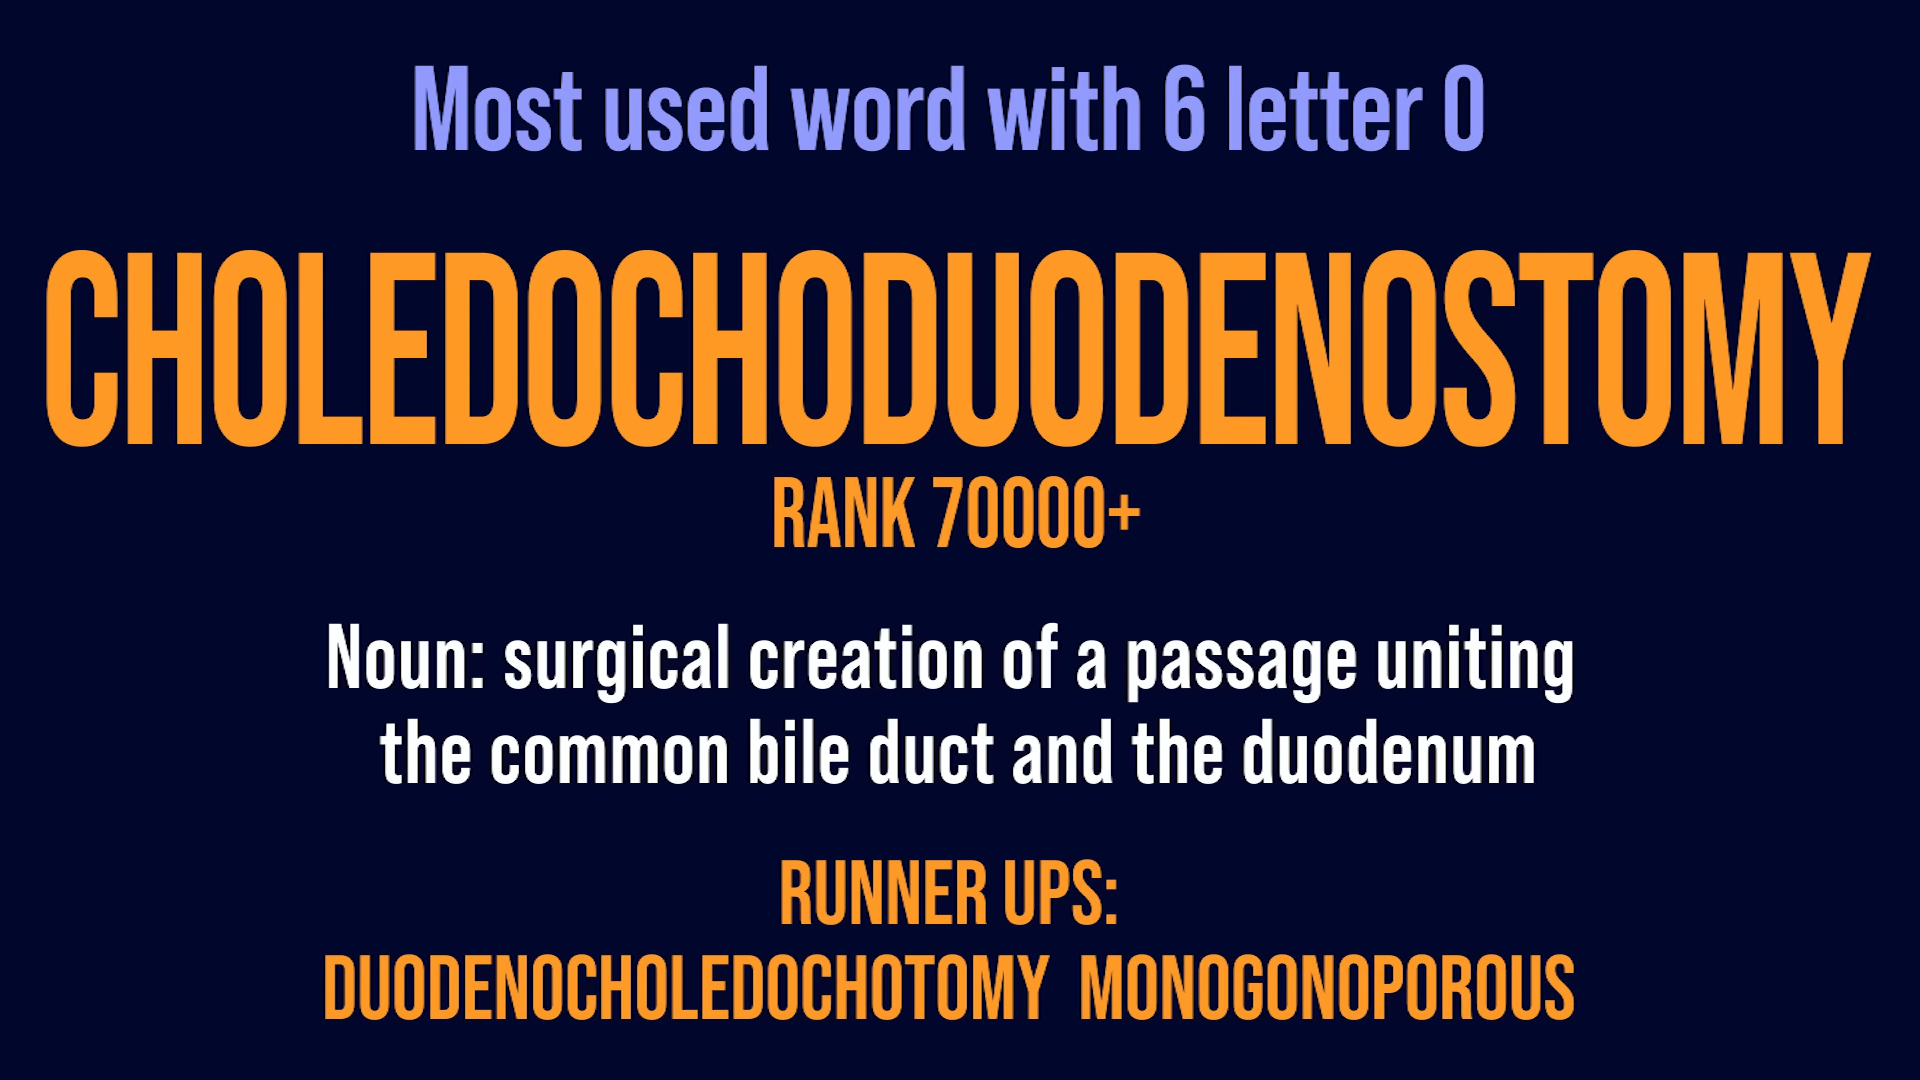 Most used word with 6 letter O
CHOLEDOCHODUODENOSTOMY
RANK 70000+
Noun: surgical creation of a passage uniting
the common bile duct and the duodenum
RUNNER UPS:
DUODENOCHOLEDOCHOTOMY MONOGONOPOROUS